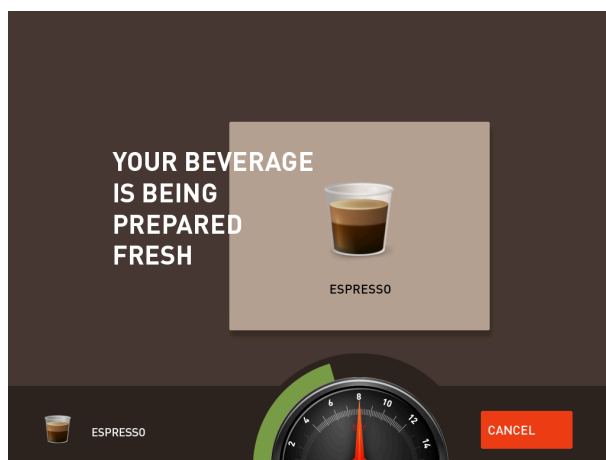 YOUR BEVERAGE
IS BEING
PREPARED
FRESH
ESPRESSO
ESPRESSO
2
4
6
8
10
12
14
CANCEL